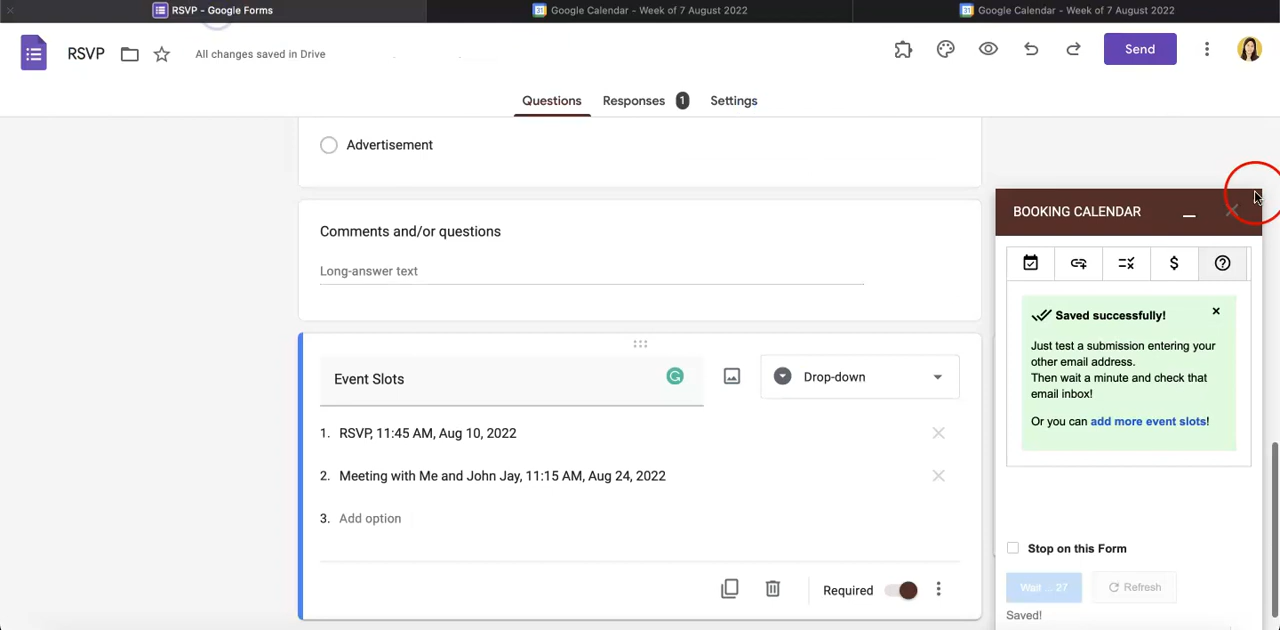 RSVP - Google Forms
Google Calendar - Week of 7 August 2022
Google Calendar - Week of 7 August 2022
RSVP
All changes saved in Drive
Send
Questions
Responses 1
Settings
Advertisement
Comments and/or questions
Long-answer text
Event Slots
Drop-down
1. RSVP, 11:45 AM, Aug 10, 2022
2. Meeting with Me and John Jay, 11:15 AM, Aug 24, 2022
3. Add option
Required
BOOKING CALENDAR
$
Saved successfully!
Just test a submission entering your
other email address.
Then wait a minute and check that
email inbox!
Or you can add more event slots!
Stop on this Form
Wait ... 27
Refresh
Saved!